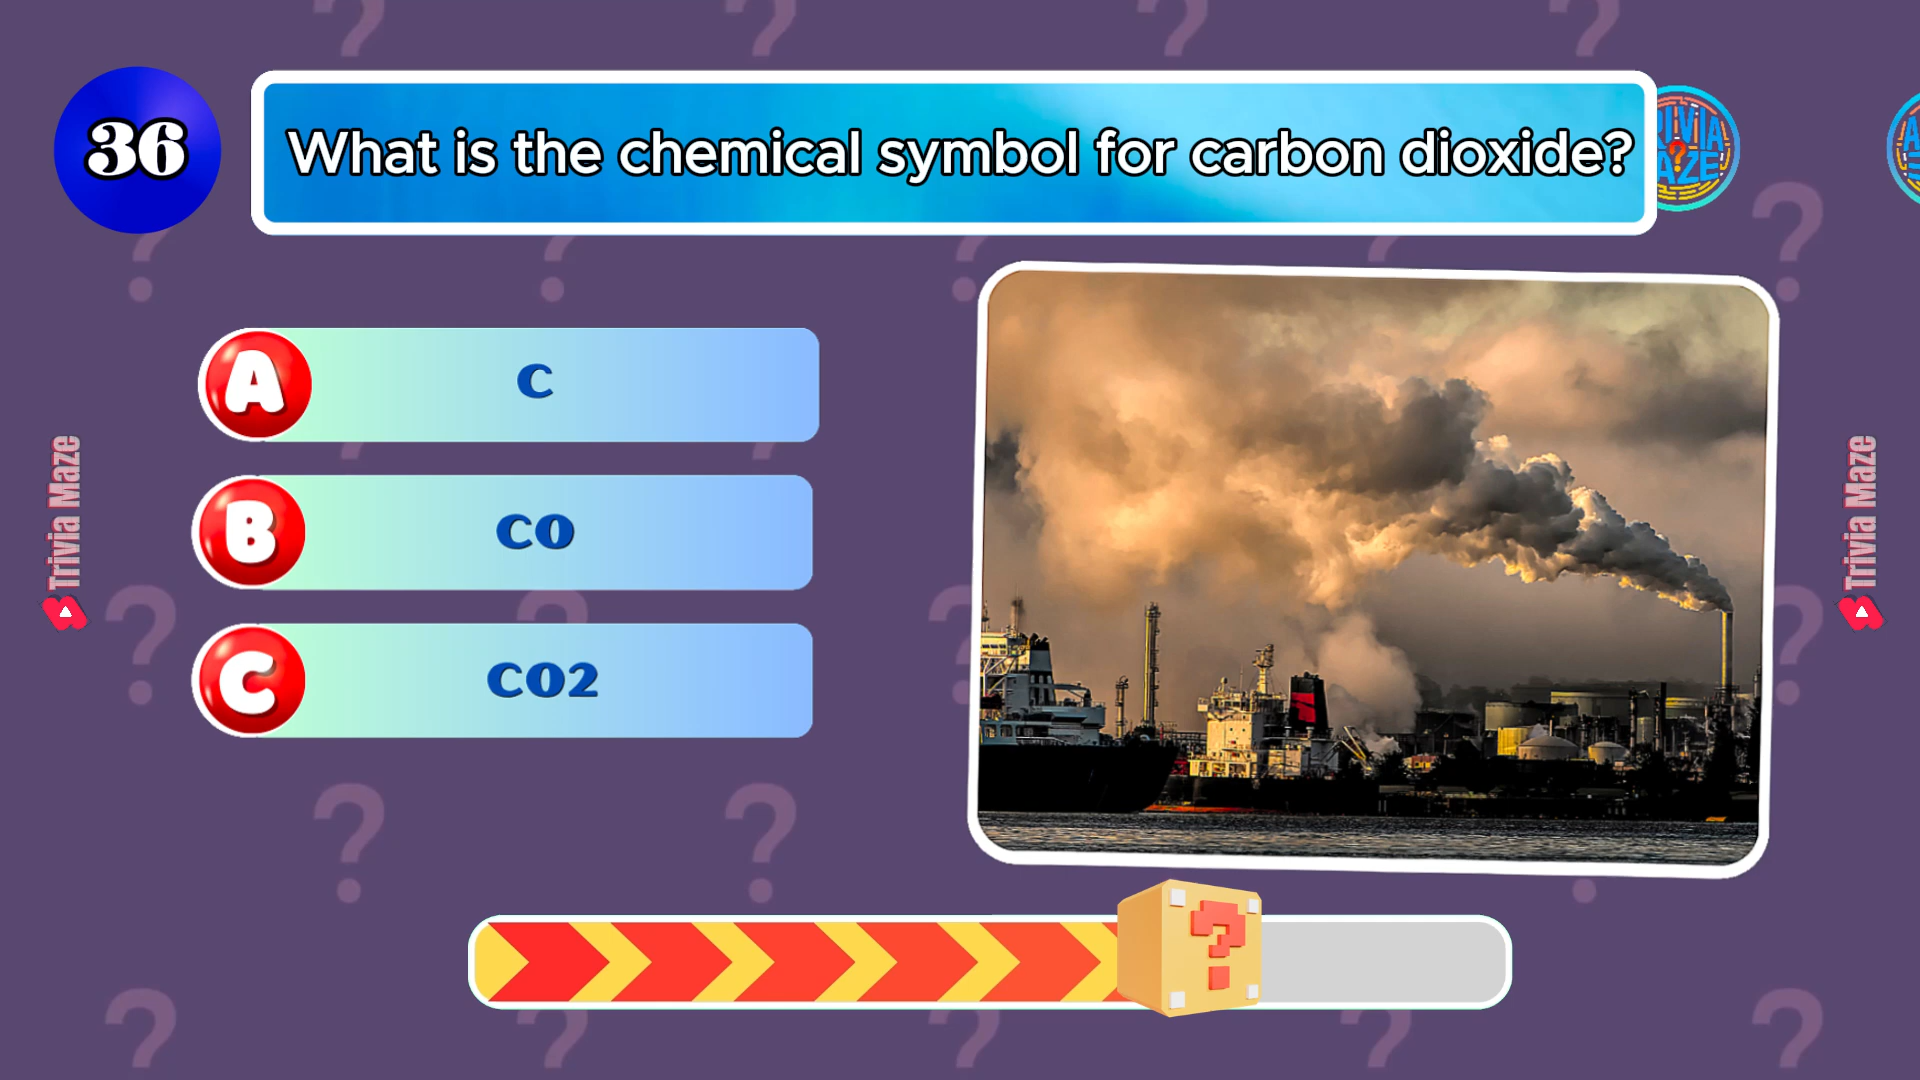 36
What is the chemical symbol for carbon dioxide?
A
C
B
CO
C
CO2
Trivia Maze
Trivia Maze
?